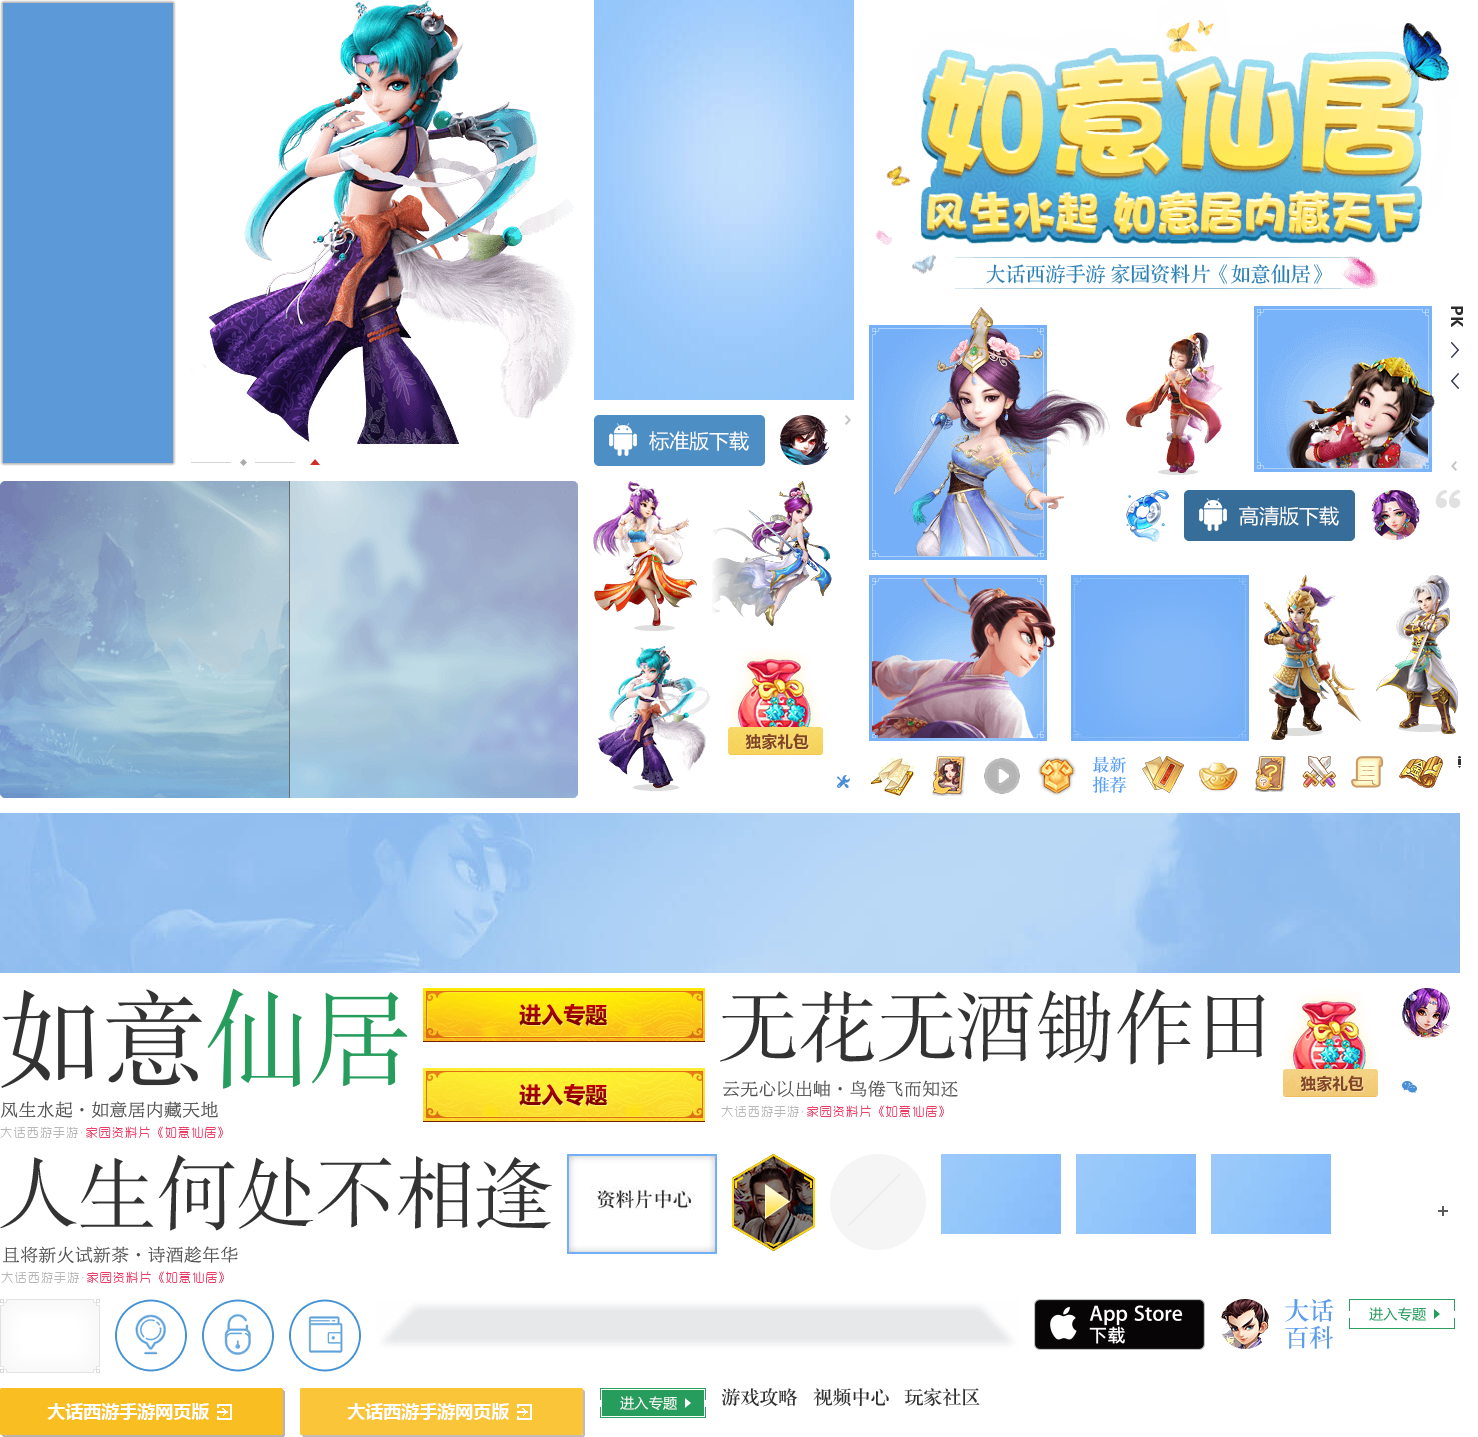 如意仙居
风生水起 如意居内藏天下
大话西游手游 家园资料片《如意仙居》
PK
标准版下载
高清版下载
独家礼包
最新
推荐
如意仙居
风生水起·如意居内藏天地
大话西游手游·家园资料片《如意仙居》
进入专题
进入专题
无花无酒锄作田
云无心以出岫·鸟倦飞而知还
大话西游手游·家园资料片《如意仙居》
独家礼包
人生何处不相逢
且将新火试新茶·诗酒趁年华
大话西游手游·家园资料片《如意仙居》
资料片中心
App Store
下载
大话
百科
进入专题
大话西游手游网页版
大话西游手游网页版
进入专题
游戏攻略 视频中心 玩家社区